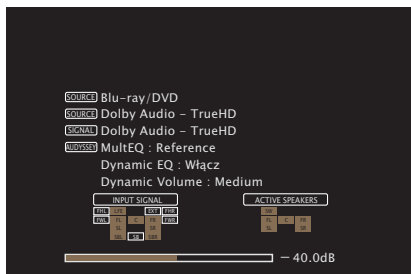 SOURCE Blu-ray/DVD
SOURCE Dolby Audio – TrueHD
SIGNAL Dolby Audio – TrueHD
AUDYSSEY MultEQ : Reference
Dynamic EQ : Włącz
Dynamic Volume : Medium
INPUT SIGNAL ACTIVE SPEAKERS
FHL LFE EXT FHR SW
FWL FL C FR FWR FL C FR
SL SR SL SR
SBL SB SBR
– 40.0dB